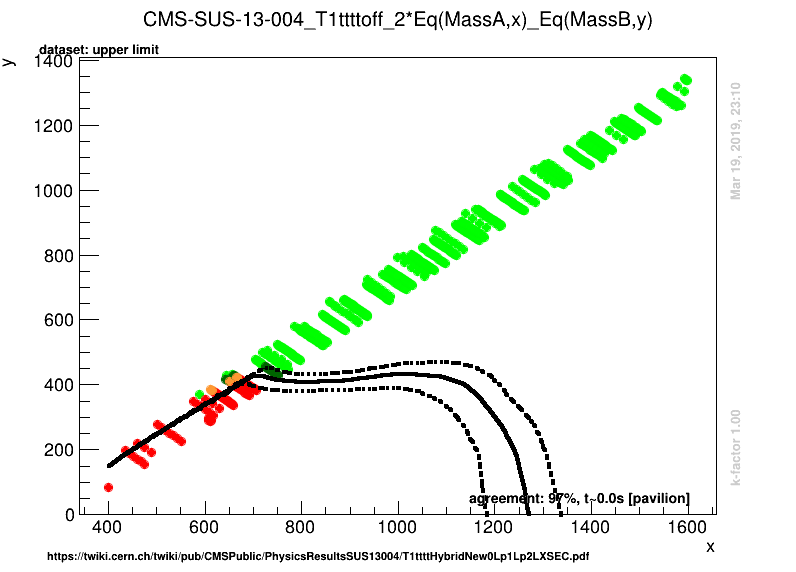 CMS-SUS-13-004_T1ttttoff_2*Eq(MassA,x)_Eq(MassB,y)
dataset: upper limit
y
1400
1200
1000
800
600
400
200
0
400
600
800
1000
1200
1400
1600
x
agreement: 97%, t~0.0s [pavilion]
Mar 19, 2019, 23:10
k-factor 1.00
https://twiki.cern.ch/twiki/pub/CMSPublic/PhysicsResultsSUS13004/T1ttttHybridNew0Lp1Lp2LXSEC.pdf